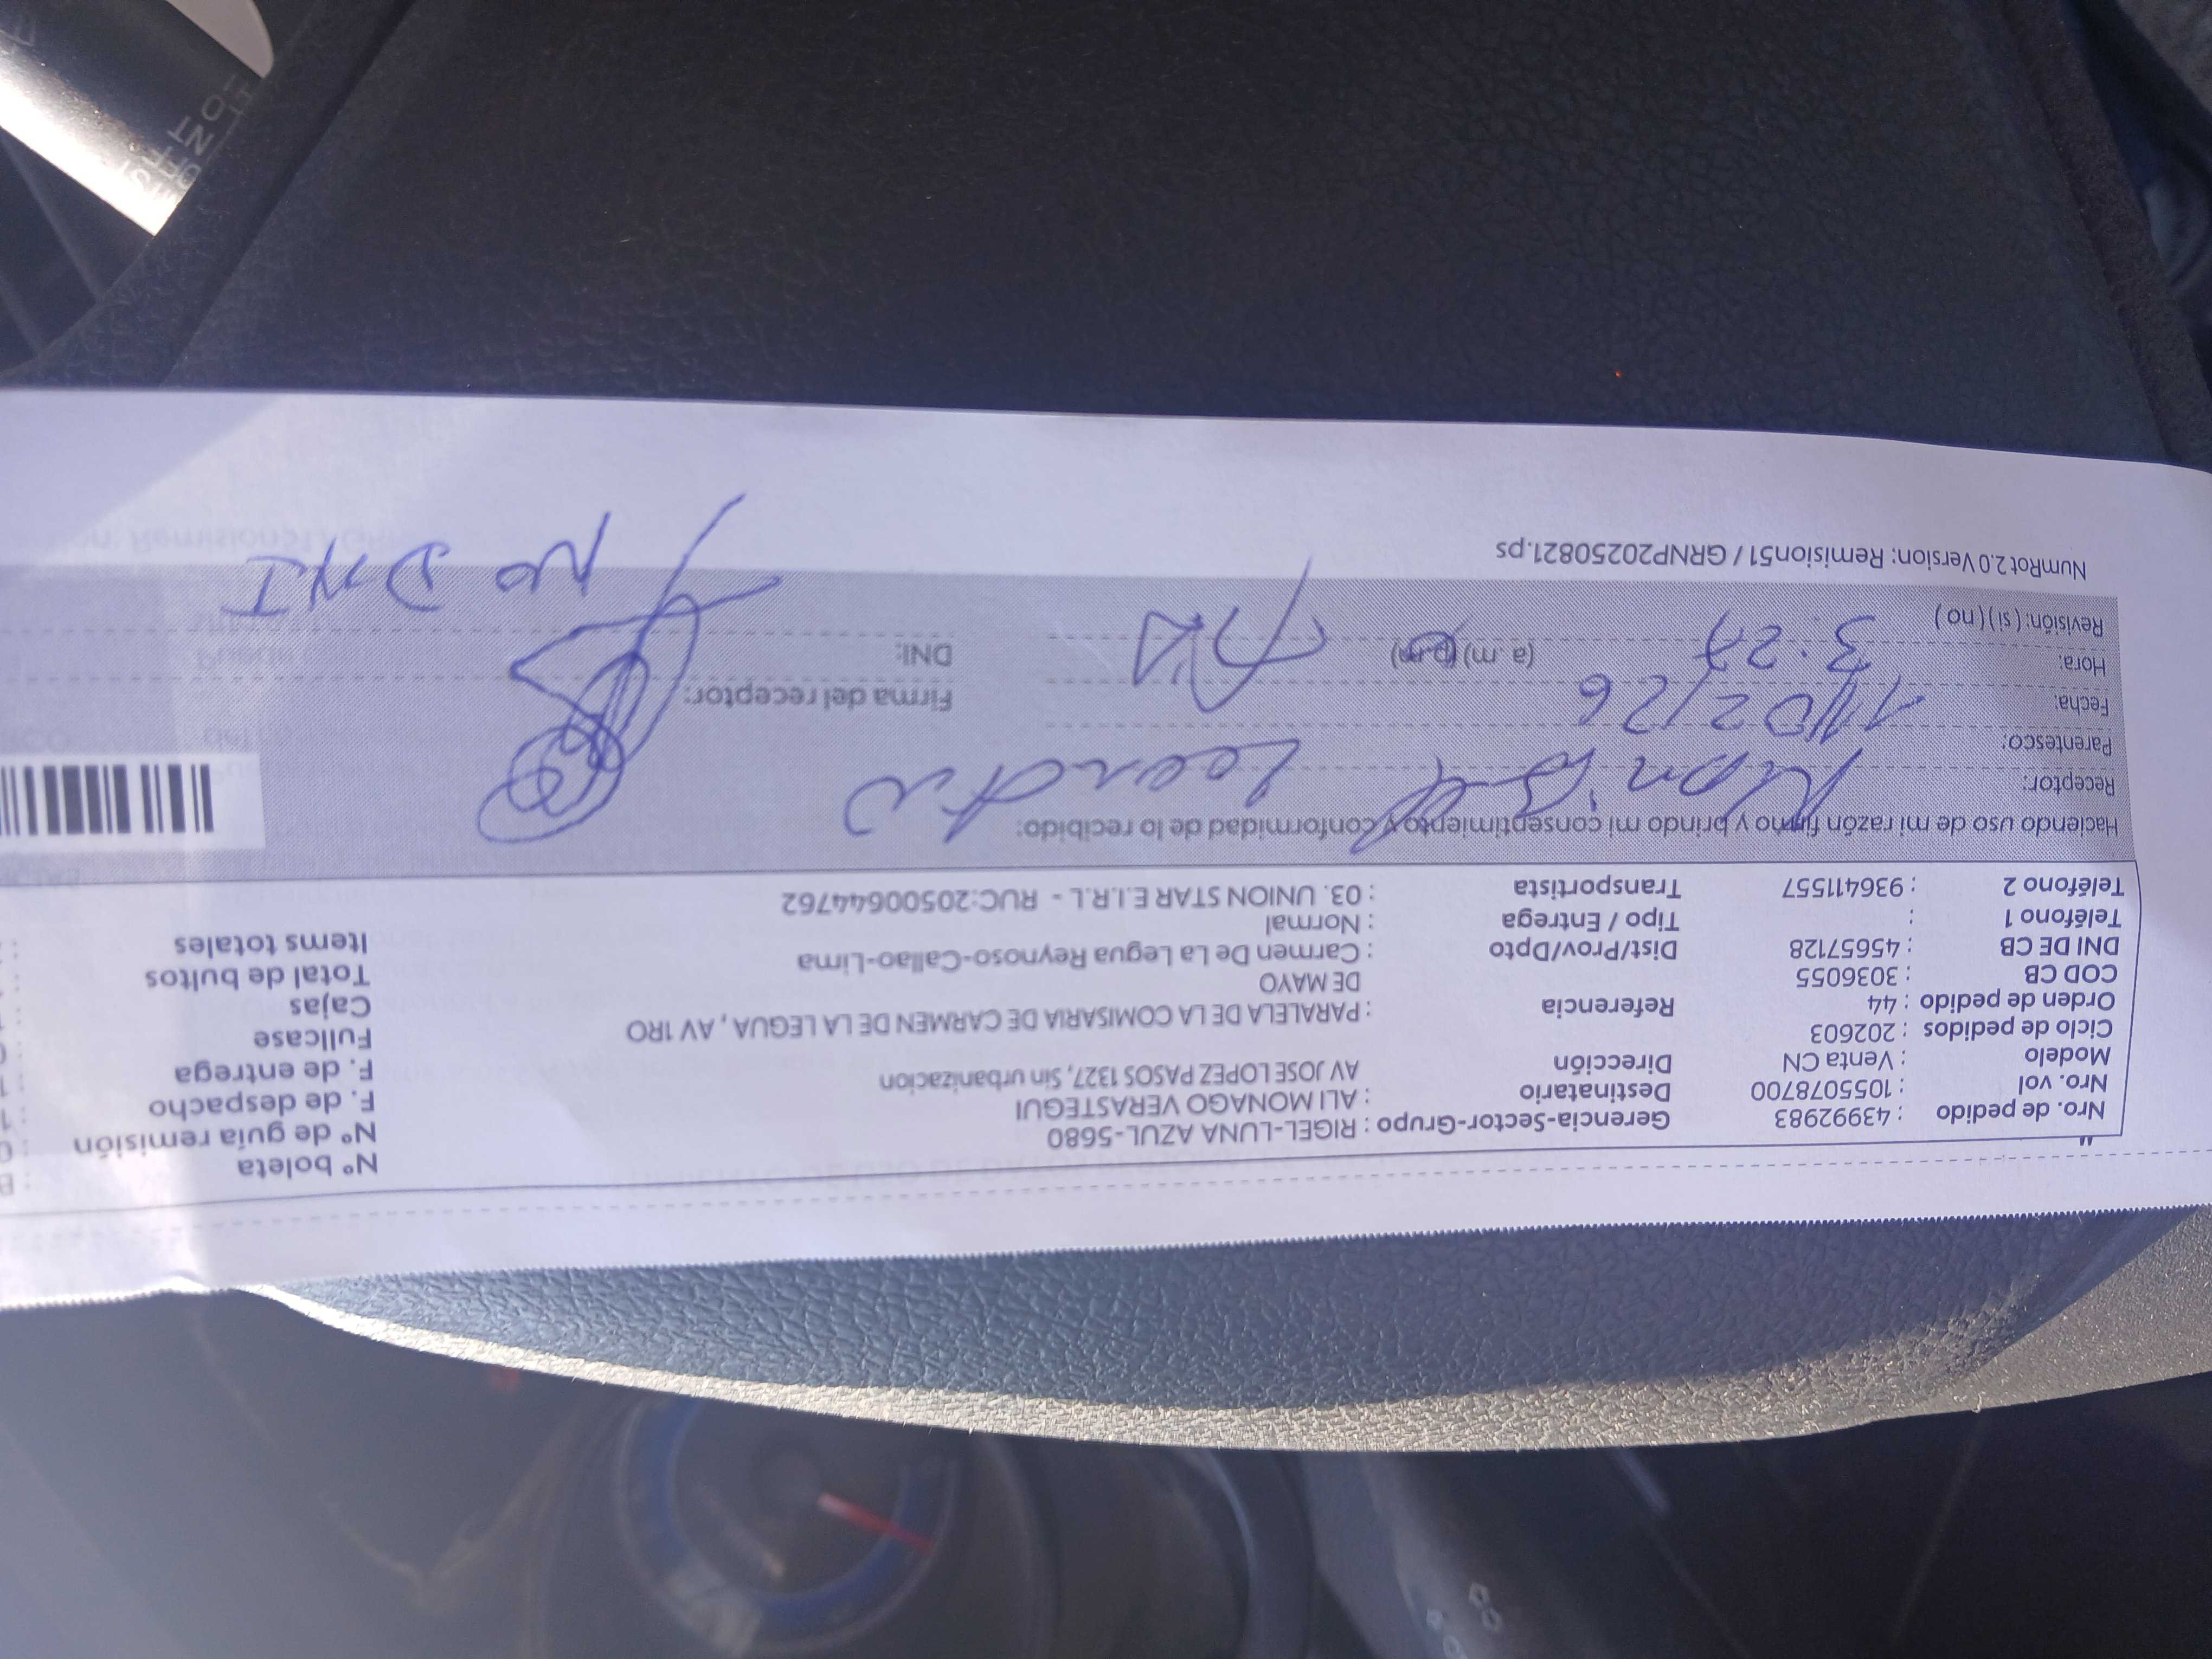 Nro. de pedido : 43992983 Gerencia-Sector-Grupo : RIGEL-LUNA AZUL-5680 N° boleta : B
Nro. vol : 1055078700 Destinatario : ALI MONAGO VERASTEGUI N° de guía remisión : 0
Modelo : Venta CN Dirección AV JOSE LOPEZ PASOS 1327, Sin urbanizacion F. de despacho : 1
Ciclo de pedidos : 202603 F. de entrega : 1
Orden de pedido : 44 Referencia : PARALELA DE LA COMISARIA DE CARMEN DE LA LEGUA , AV 1RO Fullcase : 0
COD CB : 3036055 DE MAYO Cajas :
DNI DE CB : 45657128 Dist/Prov/Dpto : Carmen De La Legua Reynoso-Callao-Lima Total de bultos :
Teléfono 1 : Tipo / Entrega : Normal Items totales :
Teléfono 2 : 936411557 Transportista : 03. UNION STAR E.I.R.L - RUC:20500644762
Haciendo uso de mi razón firmo y brindo mi consentimiento y conformidad de lo recibido:
Receptor:
Parentesco:
Fecha: 11/02/26 Firma del receptor:
Hora: 3:27 (a. m) (p.m) DNI:
Revisión: ( si ) ( no ) NO DNI
NumRot 2.0 Version: Remision51 / GRNP20250821.ps